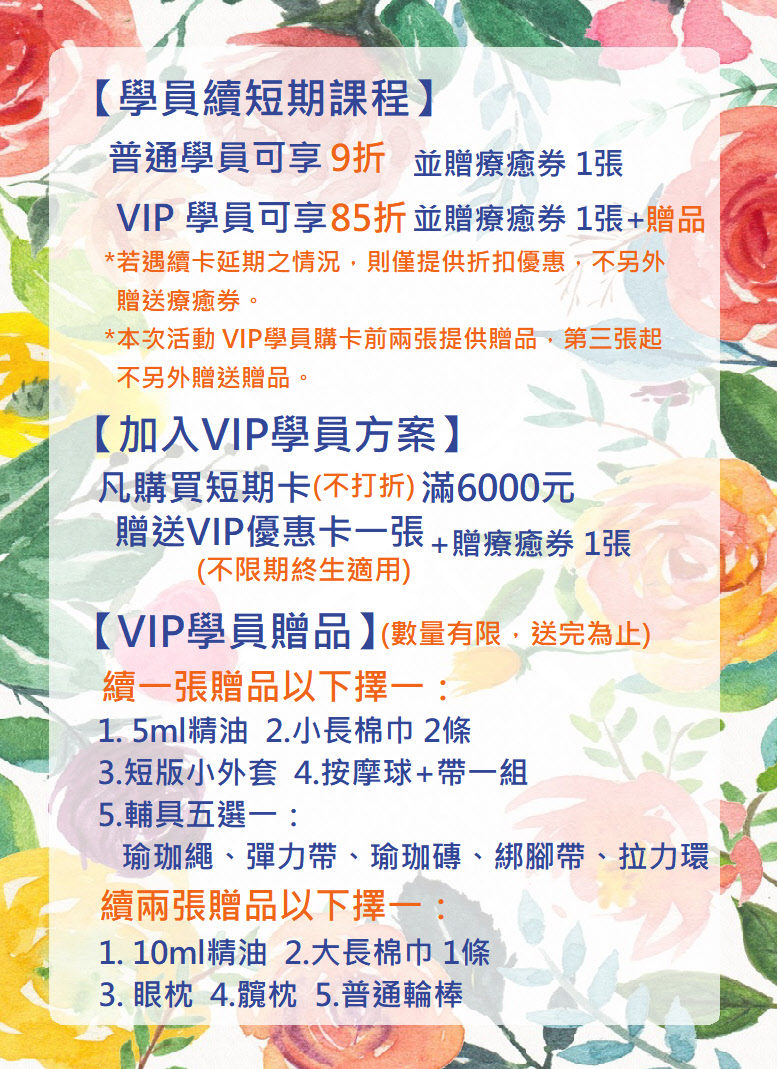 【學員續短期課程】
普通學員可享9折 並贈療癒券 1張
VIP 學員可享85折並贈療癒券 1張+贈品
*若遇續卡延期之情況，則僅提供折扣優惠，不另外
贈送療癒券。
*本次活動 VIP學員購卡前兩張提供贈品，第三張起
不另外贈送贈品。
【加入VIP學員方案】
凡購買短期卡(不打折)滿6000元
贈送VIP優惠卡一張+贈療癒券 1張
(不限期終生適用)
【VIP學員贈品】(數量有限，送完為止)
續一張贈品以下擇一：
1. 5ml精油 2.小長棉巾 2條
3.短版小外套 4.按摩球+帶一組
5.輔具五選一：
瑜珈繩、彈力帶、瑜珈磚、綁腳帶、拉力環
續兩張贈品以下擇一：
1. 10ml精油 2.大長棉巾 1條
3. 眼枕 4.髖枕 5.普通輪棒